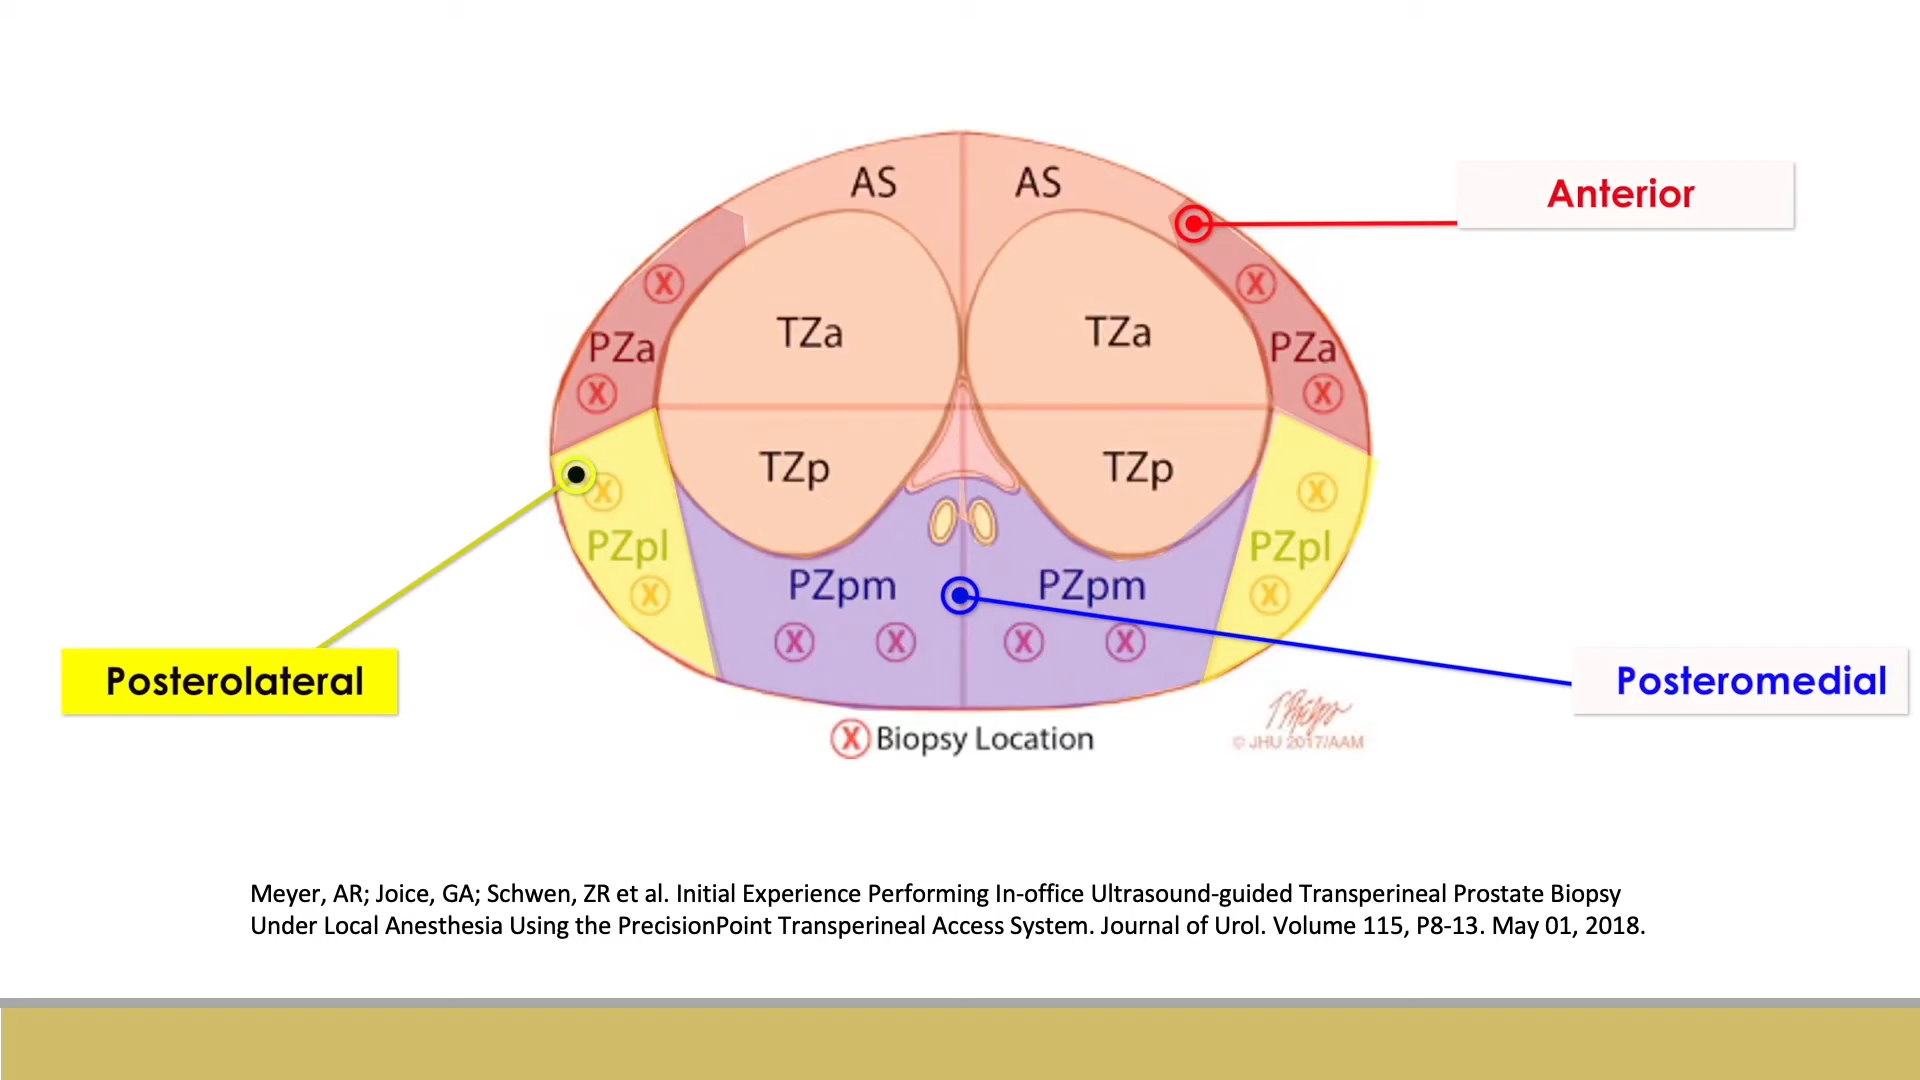 AS AS
Anterior
X X
TZa TZa
PZa PZa
X X
TZp TZp
X X
PZpl PZpl
PZpm PZpm
X X
X X X X
Posterolateral
Posteromedial
X Biopsy Location
© JHU 2017/AAM
Meyer, AR; Joice, GA; Schwen, ZR et al. Initial Experience Performing In-office Ultrasound-guided Transperineal Prostate Biopsy
Under Local Anesthesia Using the PrecisionPoint Transperineal Access System. Journal of Urol. Volume 115, P8-13. May 01, 2018.